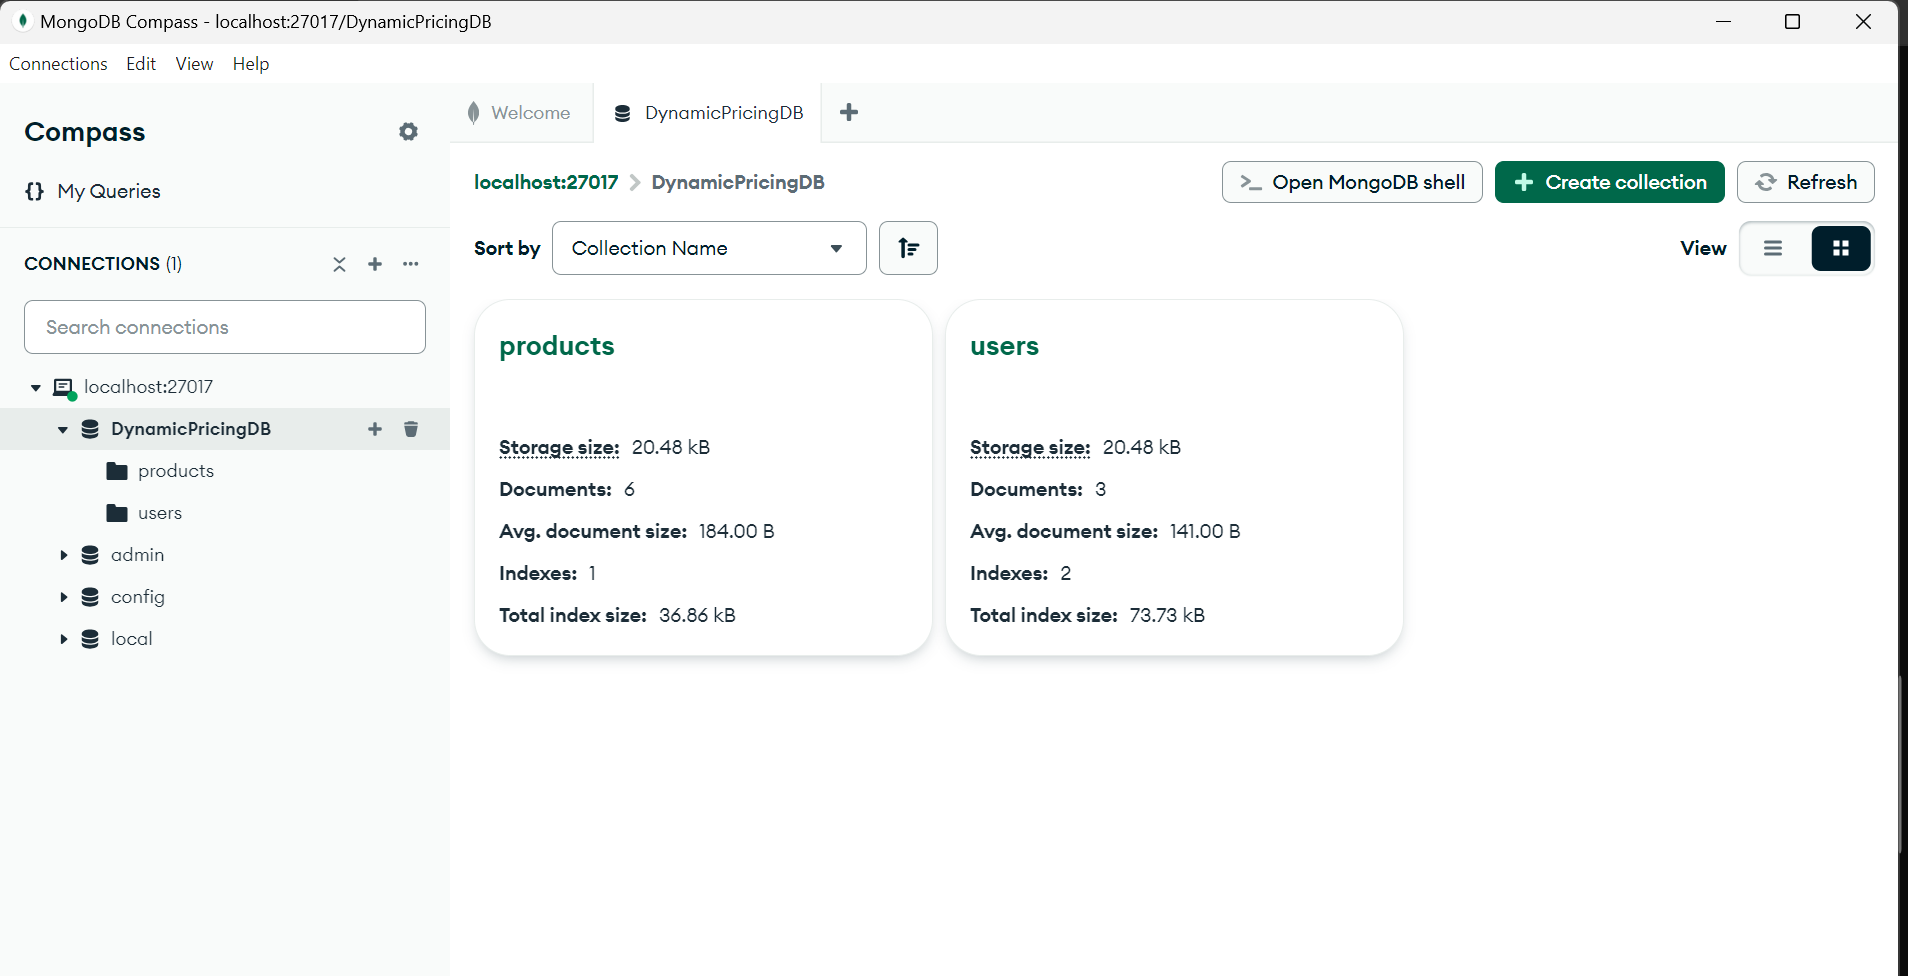 MongoDB Compass - localhost:27017/DynamicPricingDB
Connections Edit View Help
Compass
{} My Queries
CONNECTIONS (1)
Search connections
localhost:27017
DynamicPricingDB
products
users
admin
config
local
Welcome
DynamicPricingDB
localhost:27017 > DynamicPricingDB
>_ Open MongoDB shell
+ Create collection
Refresh
Sort by Collection Name
View
products
Storage size: 20.48 kB
Documents: 6
Avg. document size: 184.00 B
Indexes: 1
Total index size: 36.86 kB
users
Storage size: 20.48 kB
Documents: 3
Avg. document size: 141.00 B
Indexes: 2
Total index size: 73.73 kB